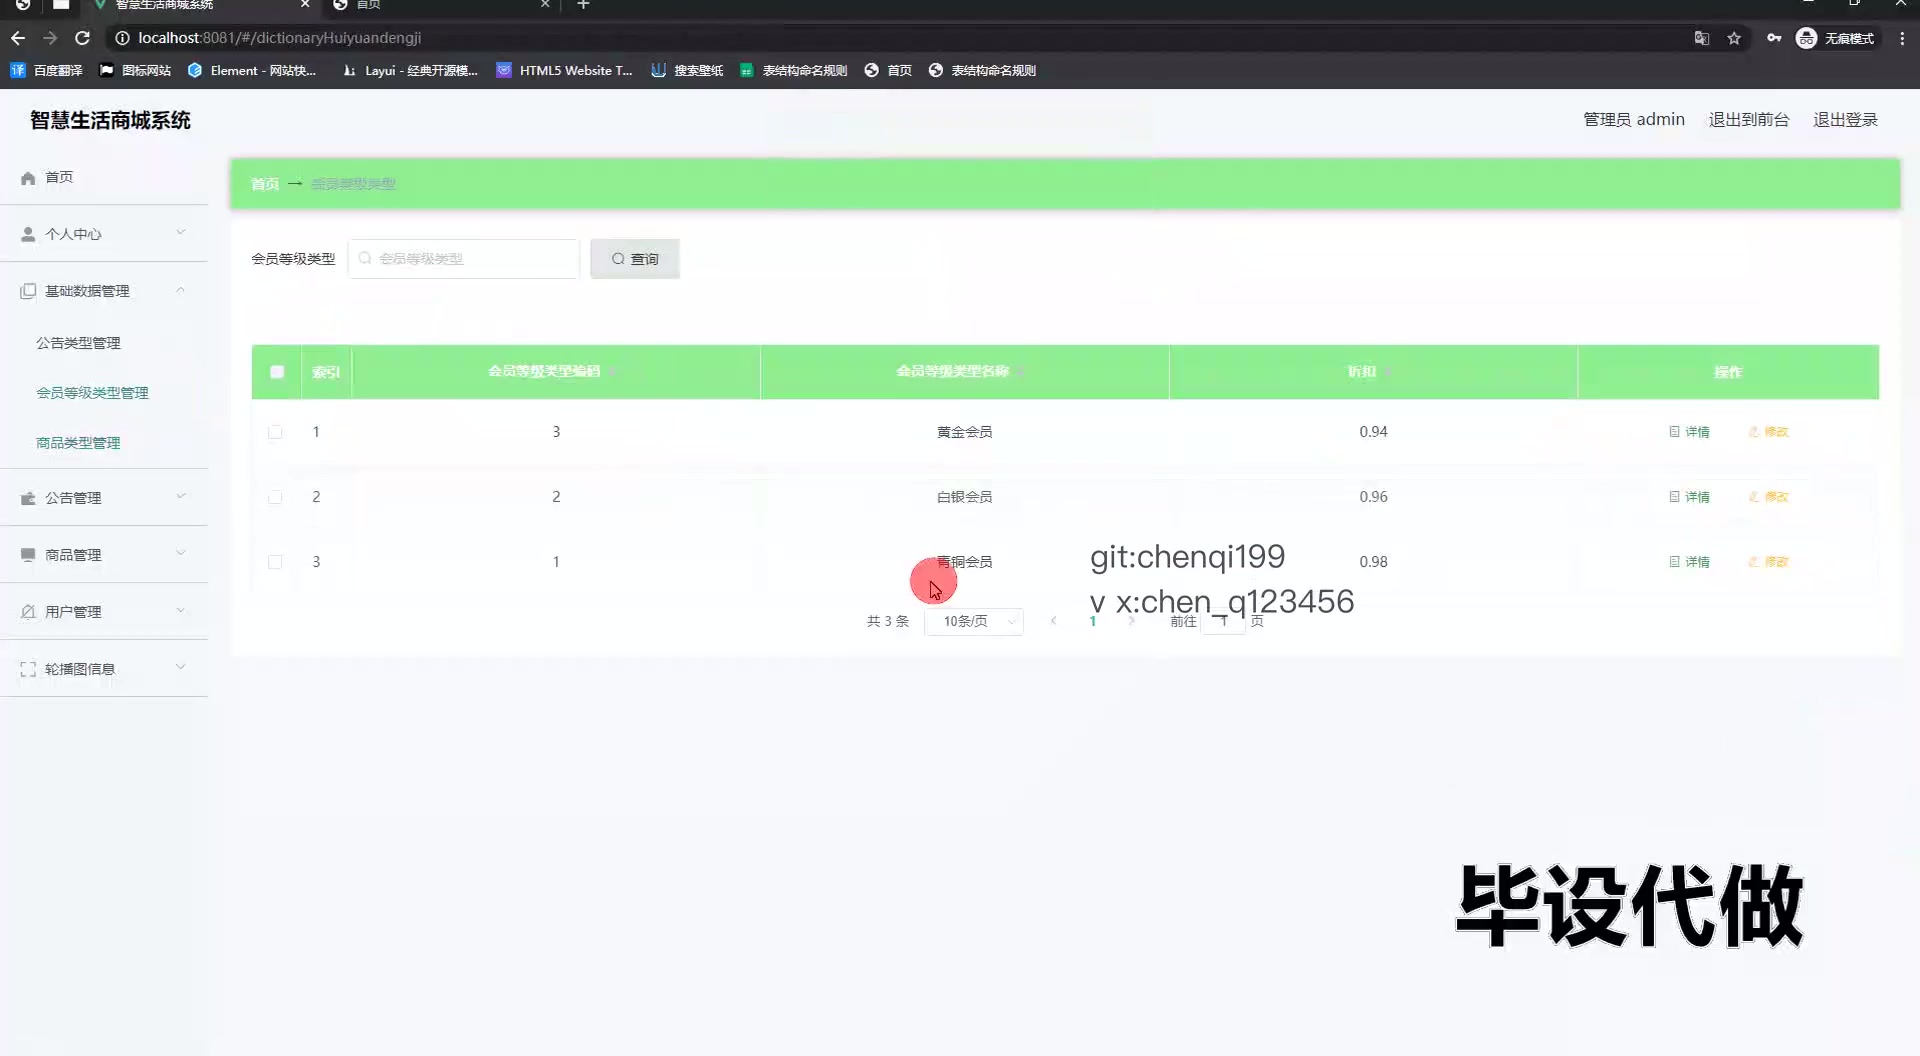 智慧生活商城系统
首页
localhost:8081/#/dictionaryHuiyuandengji
无痕模式
百度翻译
图标网站
Element - 网站快...
Layui - 经典开源模...
HTML5 Website T...
搜索壁纸
表结构命名规则
首页
表结构命名规则
智慧生活商城系统
管理员 admin
退出到前台
退出登录
首页
个人中心
基础数据管理
公告类型管理
会员等级类型管理
商品类型管理
公告管理
商品管理
用户管理
轮播图信息
首页 → 会员等级类型
会员等级类型
会员等级类型
查询
索引 会员等级类型编码 会员等级类型名称 折扣 操作
1 3 黄金会员 0.94 详情 修改
2 2 白银会员 0.96 详情 修改
3 1 青铜会员 0.98 详情 修改
git:chenqi199
v x:chen_q123456
共 3 条 10条/页 1 前往 1 页
毕设代做